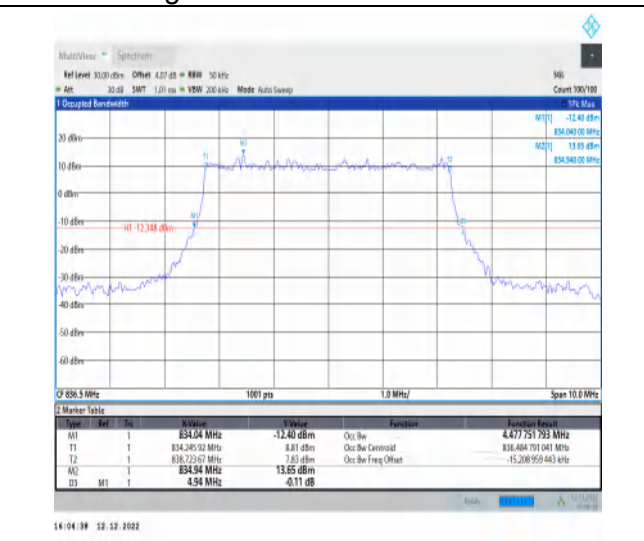 MultiView Spectrum
Ref Level 30.00 dBm Offset 4.07 dB RBW 50 kHz SGL
Att 30 dB SWT 1.01 ms VBW 200 kHz Mode Auto Sweep Count 100/100
1 Occupied Bandwidth 1Pk Max
M1[1] -12.40 dBm
834.040 00 MHz
M2[1] 13.65 dBm
834.940 00 MHz
20 dBm
M2
T1
T2
10 dBm
0 dBm
-10 dBm
M1
H1 -12.348 dBm
-20 dBm
-30 dBm
-40 dBm
-50 dBm
-60 dBm
CF 836.5 MHz 1001 pts 1.0 MHz/ Span 10.0 MHz
2 Marker Table
Type Ref Trc X-Value Y-Value Function Function Result
M1 1 834.04 MHz -12.40 dBm Occ Bw 4.477 751 793 MHz
T1 1 834.245 92 MHz 8.81 dBm Occ Bw Centroid 836.484 791 041 MHz
T2 1 838.723 67 MHz 7.83 dBm Occ Bw Freq Offset -15.208 959 443 kHz
M2 1 834.94 MHz 13.65 dBm
D3 M1 1 4.94 MHz -0.11 dB
16:04:38 12.12.2022